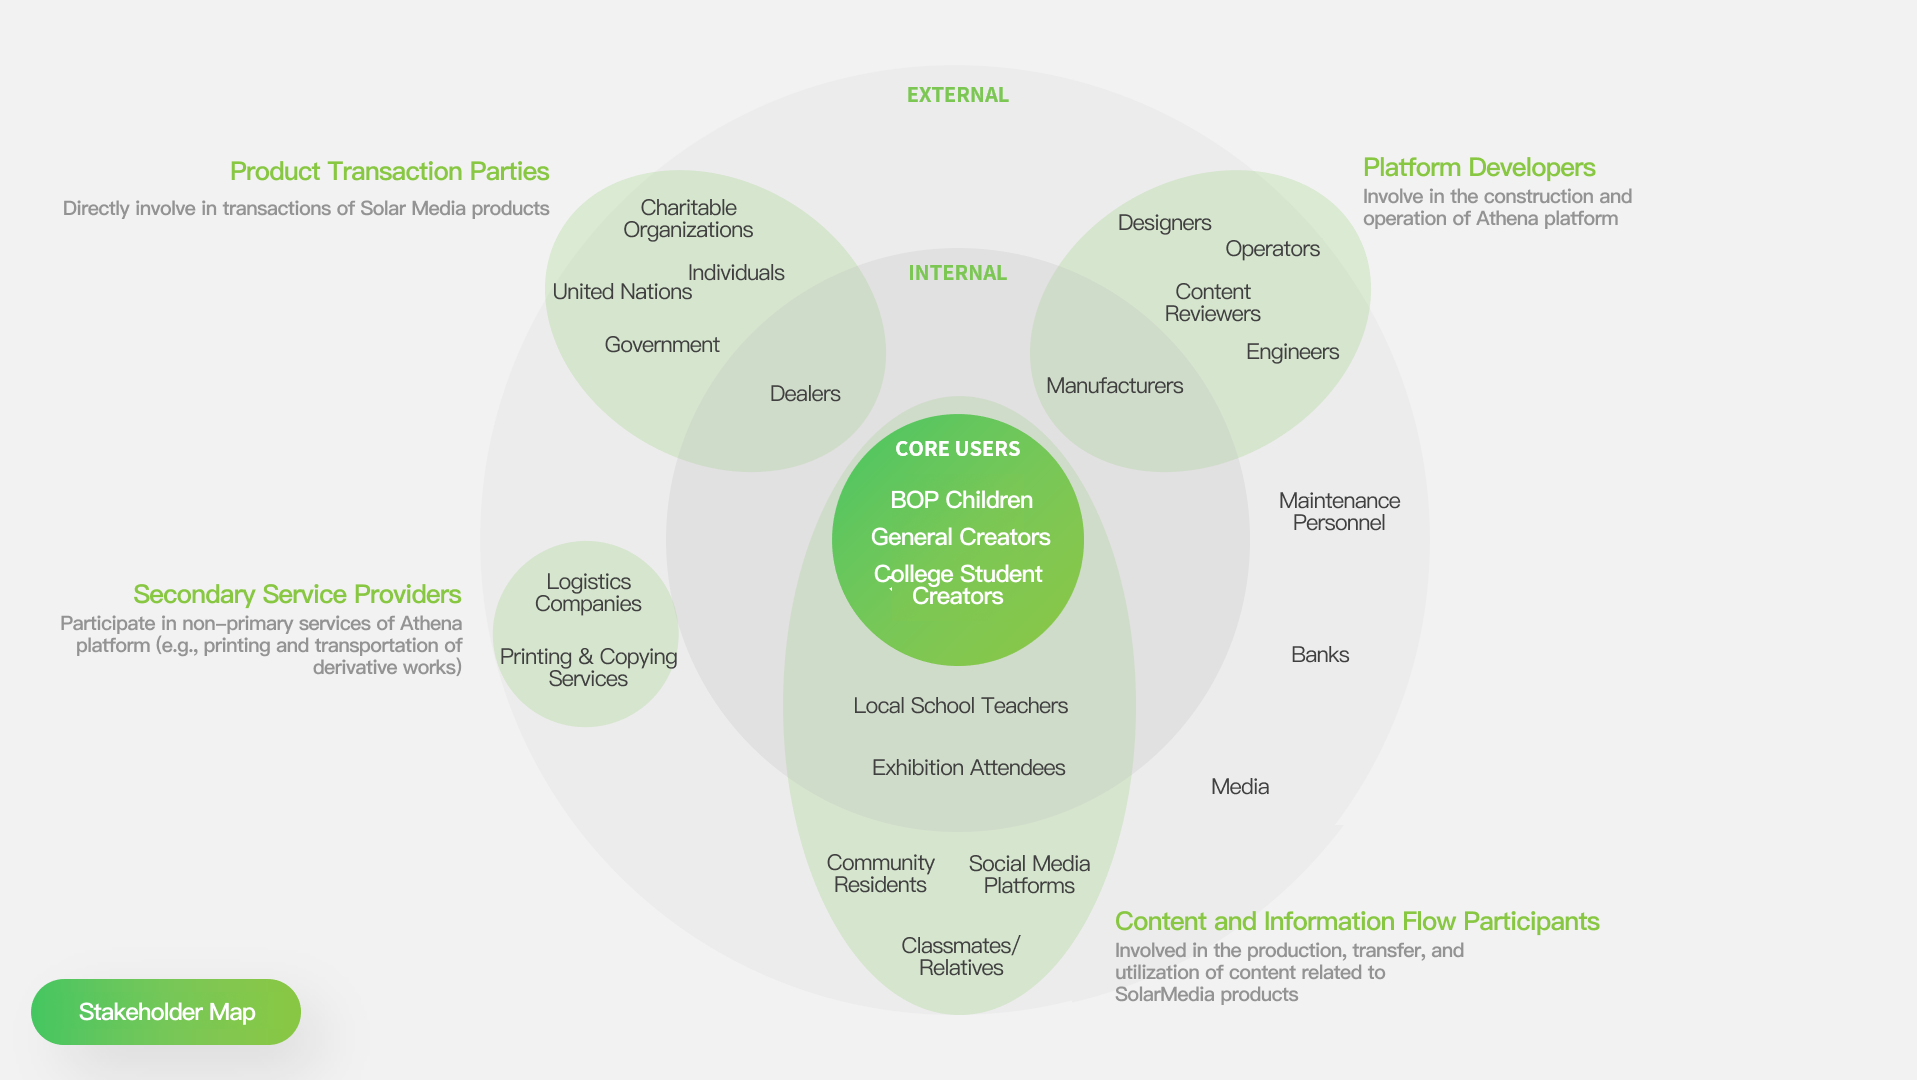 EXTERNAL
Product Transaction Parties
Directly involve in transactions of Solar Media products
Charitable
Organizations
Individuals
United Nations
Government
Dealers
INTERNAL
Platform Developers
Involve in the construction and
operation of Athena platform
Designers
Operators
Content
Reviewers
Engineers
Manufacturers
CORE USERS
BOP Children
General Creators
College Student
Creators
Maintenance
Personnel
Banks
Media
Secondary Service Providers
Participate in non-primary services of Athena
platform (e.g., printing and transportation of
derivative works)
Logistics
Companies
Printing & Copying
Services
Local School Teachers
Exhibition Attendees
Community
Residents
Social Media
Platforms
Classmates/
Relatives
Content and Information Flow Participants
Involved in the production, transfer, and
utilization of content related to
SolarMedia products
Stakeholder Map